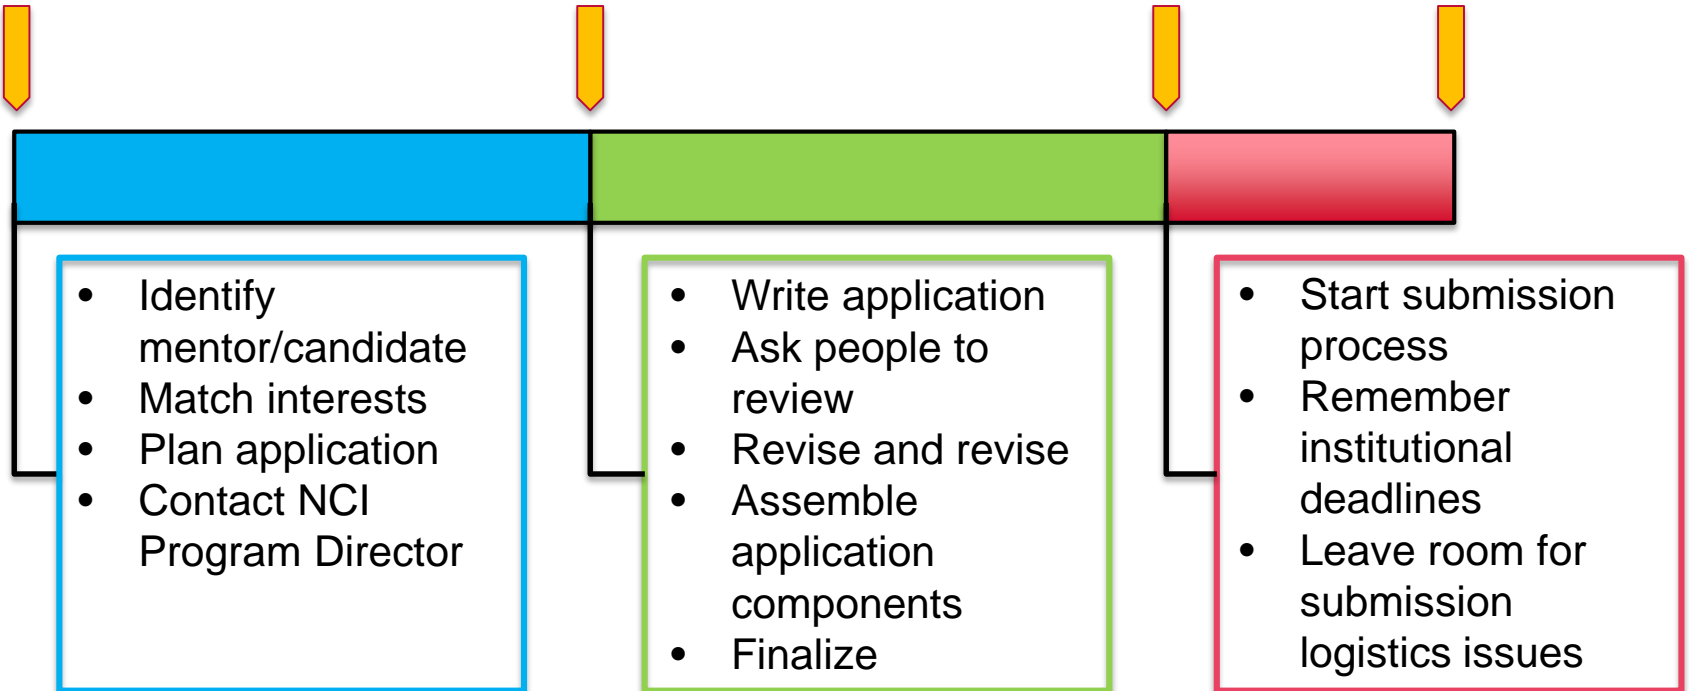 • Identify
mentor/candidate
• Match interests
• Plan application
• Contact NCI
Program Director
• Write application
• Ask people to
review
• Revise and revise
• Assemble
application
components
• Finalize
• Start submission
process
• Remember
institutional
deadlines
• Leave room for
submission
logistics issues